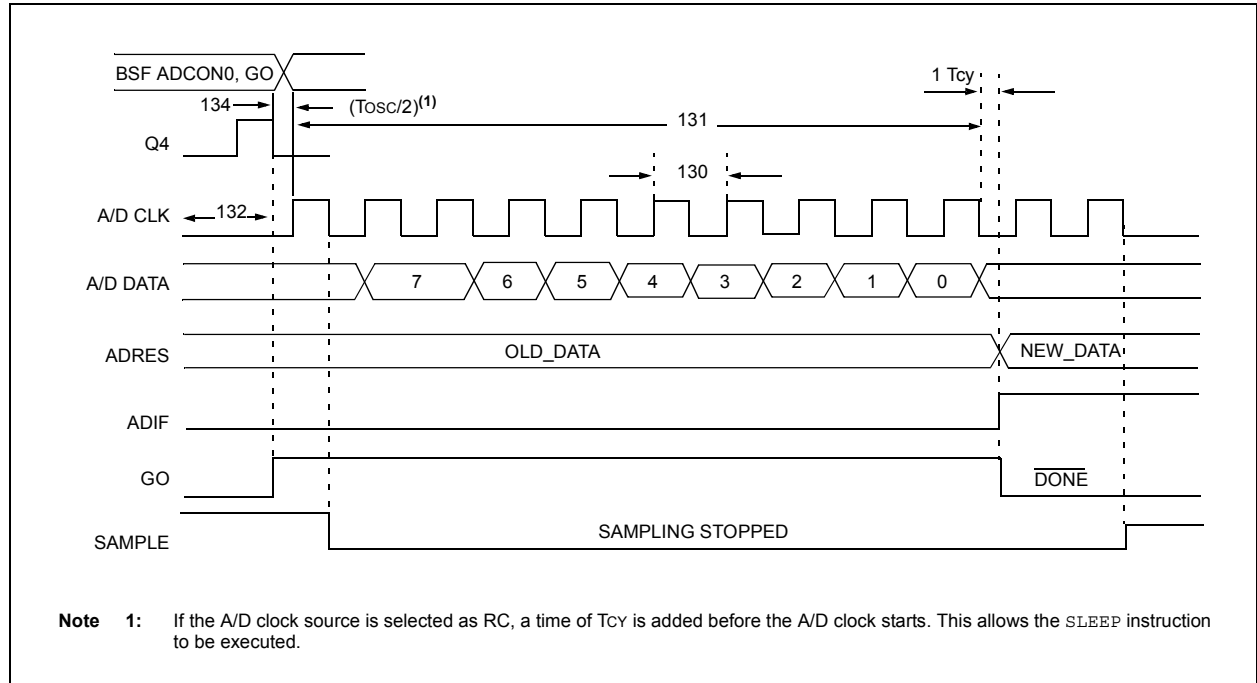 BSF ADCON0, GO
1 Tcy
134
(TOSC/2)(1)
131
Q4
130
A/D CLK
132
A/D DATA
7 6 5 4 3 2 1 0
ADRES
OLD_DATA
NEW_DATA
ADIF
GO
DONE
SAMPLE
SAMPLING STOPPED
Note 1: If the A/D clock source is selected as RC, a time of TCY is added before the A/D clock starts. This allows the SLEEP instruction
to be executed.